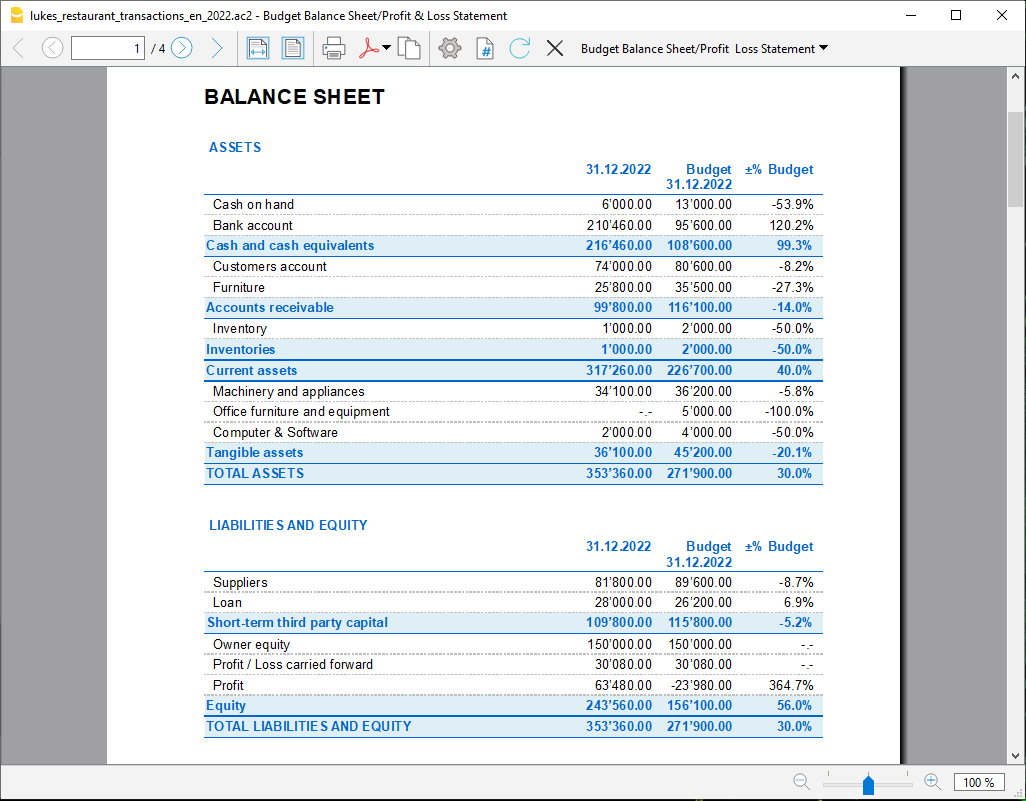 lukes_restaurant_transactions_en_2022.ac2 - Budget Balance Sheet/Profit & Loss Statement
1 / 4 # Budget Balance Sheet/Profit Loss Statement
BALANCE SHEET
ASSETS
31.12.2022 Budget 31.12.2022 ±% Budget
Cash on hand 6'000.00 13'000.00 -53.9%
Bank account 210'460.00 95'600.00 120.2%
Cash and cash equivalents 216'460.00 108'600.00 99.3%
Customers account 74'000.00 80'600.00 -8.2%
Furniture 25'800.00 35'500.00 -27.3%
Accounts receivable 99'800.00 116'100.00 -14.0%
Inventory 1'000.00 2'000.00 -50.0%
Inventories 1'000.00 2'000.00 -50.0%
Current assets 317'260.00 226'700.00 40.0%
Machinery and appliances 34'100.00 36'200.00 -5.8%
Office furniture and equipment -.- 5'000.00 -100.0%
Computer & Software 2'000.00 4'000.00 -50.0%
Tangible assets 36'100.00 45'200.00 -20.1%
TOTAL ASSETS 353'360.00 271'900.00 30.0%
LIABILITIES AND EQUITY
31.12.2022 Budget 31.12.2022 ±% Budget
Suppliers 81'800.00 89'600.00 -8.7%
Loan 28'000.00 26'200.00 6.9%
Short-term third party capital 109'800.00 115'800.00 -5.2%
Owner equity 150'000.00 150'000.00 -.-
Profit / Loss carried forward 30'080.00 30'080.00 -.-
Profit 63'480.00 -23'980.00 364.7%
Equity 243'560.00 156'100.00 56.0%
TOTAL LIABILITIES AND EQUITY 353'360.00 271'900.00 30.0%
100 %